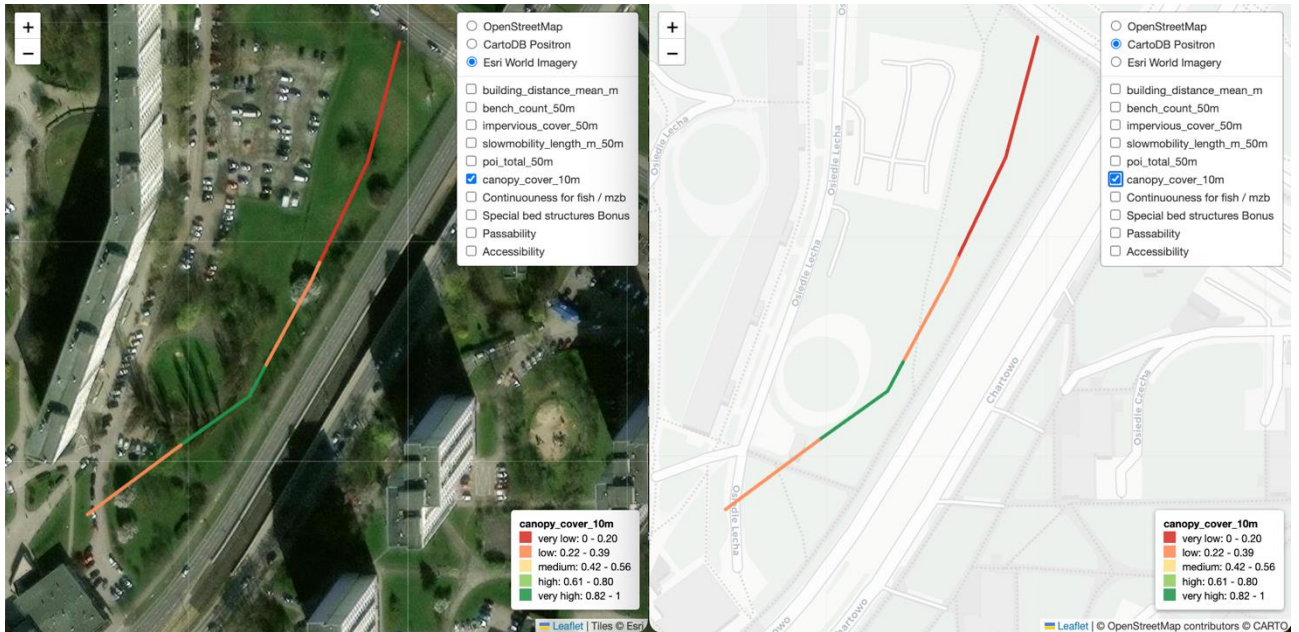 +
−
OpenStreetMap
CartoDB Positron
Esri World Imagery
building_distance_mean_m
bench_count_50m
impervious_cover_50m
slowmobility_length_m_50m
poi_total_50m
canopy_cover_10m
Continuouness for fish / mzb
Special bed structures Bonus
Passability
Accessibility
canopy_cover_10m
very low: 0 - 0.20
low: 0.22 - 0.39
medium: 0.42 - 0.56
high: 0.61 - 0.80
very high: 0.82 - 1
Leaflet | Tiles © Esri
+
−
OpenStreetMap
CartoDB Positron
Esri World Imagery
building_distance_mean_m
bench_count_50m
impervious_cover_50m
slowmobility_length_m_50m
poi_total_50m
canopy_cover_10m
Continuouness for fish / mzb
Special bed structures Bonus
Passability
Accessibility
Osiedle Lecha
Osiedle Lecha
Osiedle Lecha
Osiedle Lecha
Chartowo
Osiedle Czecha
canopy_cover_10m
very low: 0 - 0.20
low: 0.22 - 0.39
medium: 0.42 - 0.56
high: 0.61 - 0.80
very high: 0.82 - 1
Leaflet | © OpenStreetMap contributors © CARTO